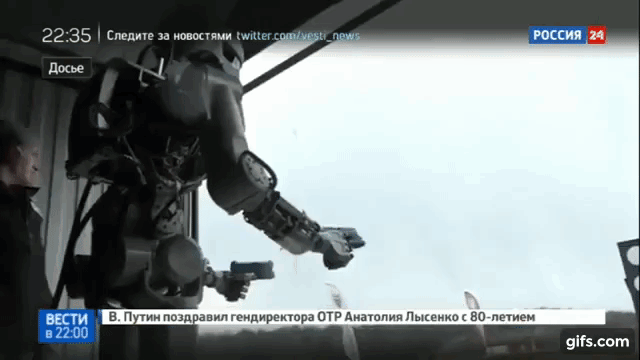 22:35 Следите за новостями twitter.com/vesti_news РОССИЯ 24
Досье
ВЕСТИ
в 22:00
В. Путин поздравил гендиректора ОТР Анатолия Лысенко с 80-летием
gifs.com